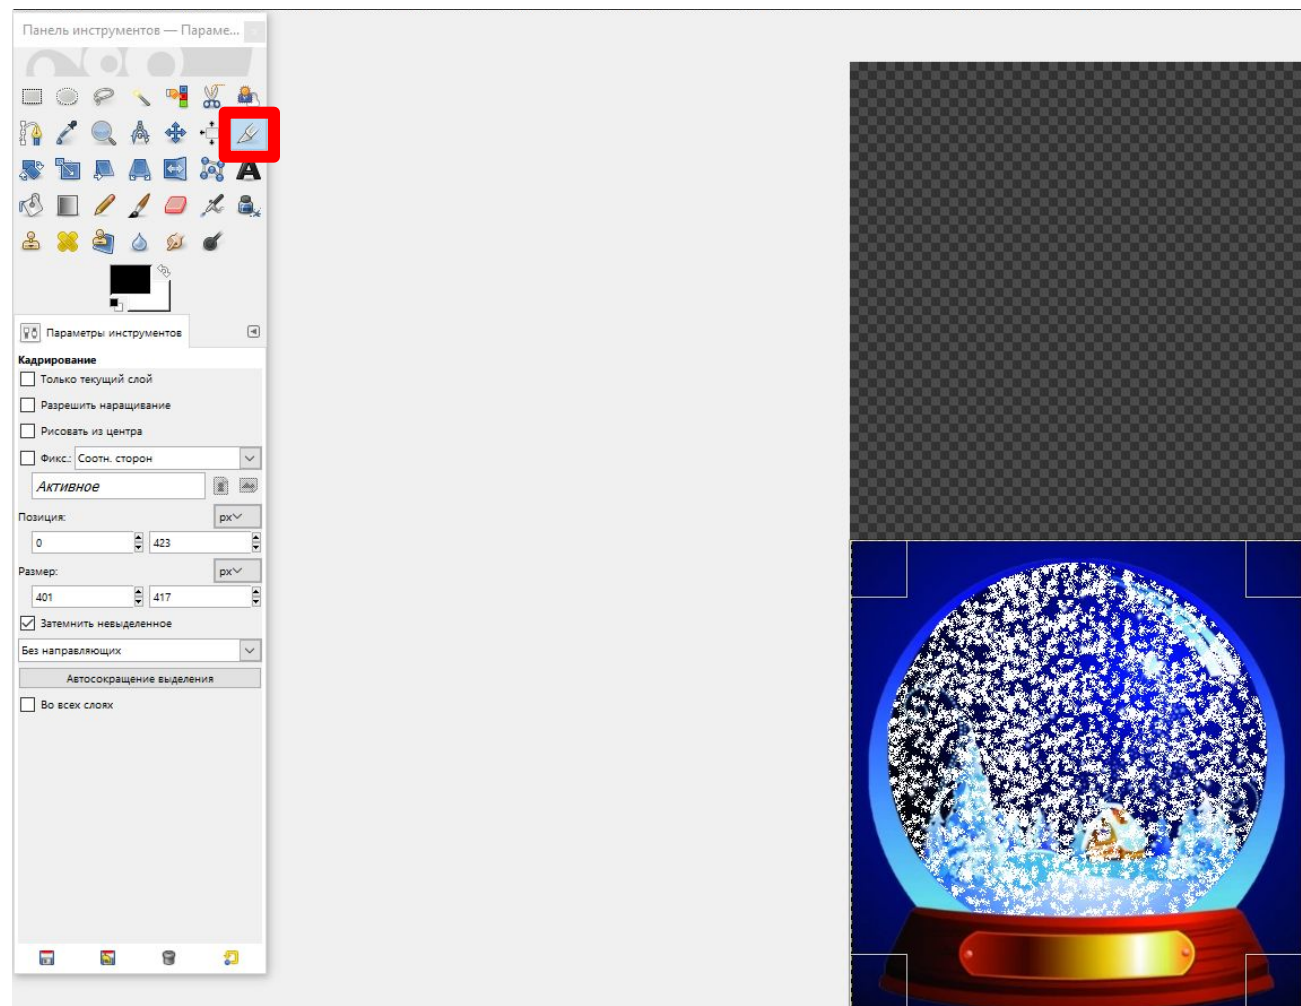 Панель инструментов — Параме...
Параметры инструментов
Кадрирование
Только текущий слой
Разрешить наращивание
Рисовать из центра
Фикс.: Соотн. сторон
Активное
Позиция: px
0 423
Размер: px
401 417
Затемнить невыделенное
Без направляющих
Автосокращение выделения
Во всех слоях